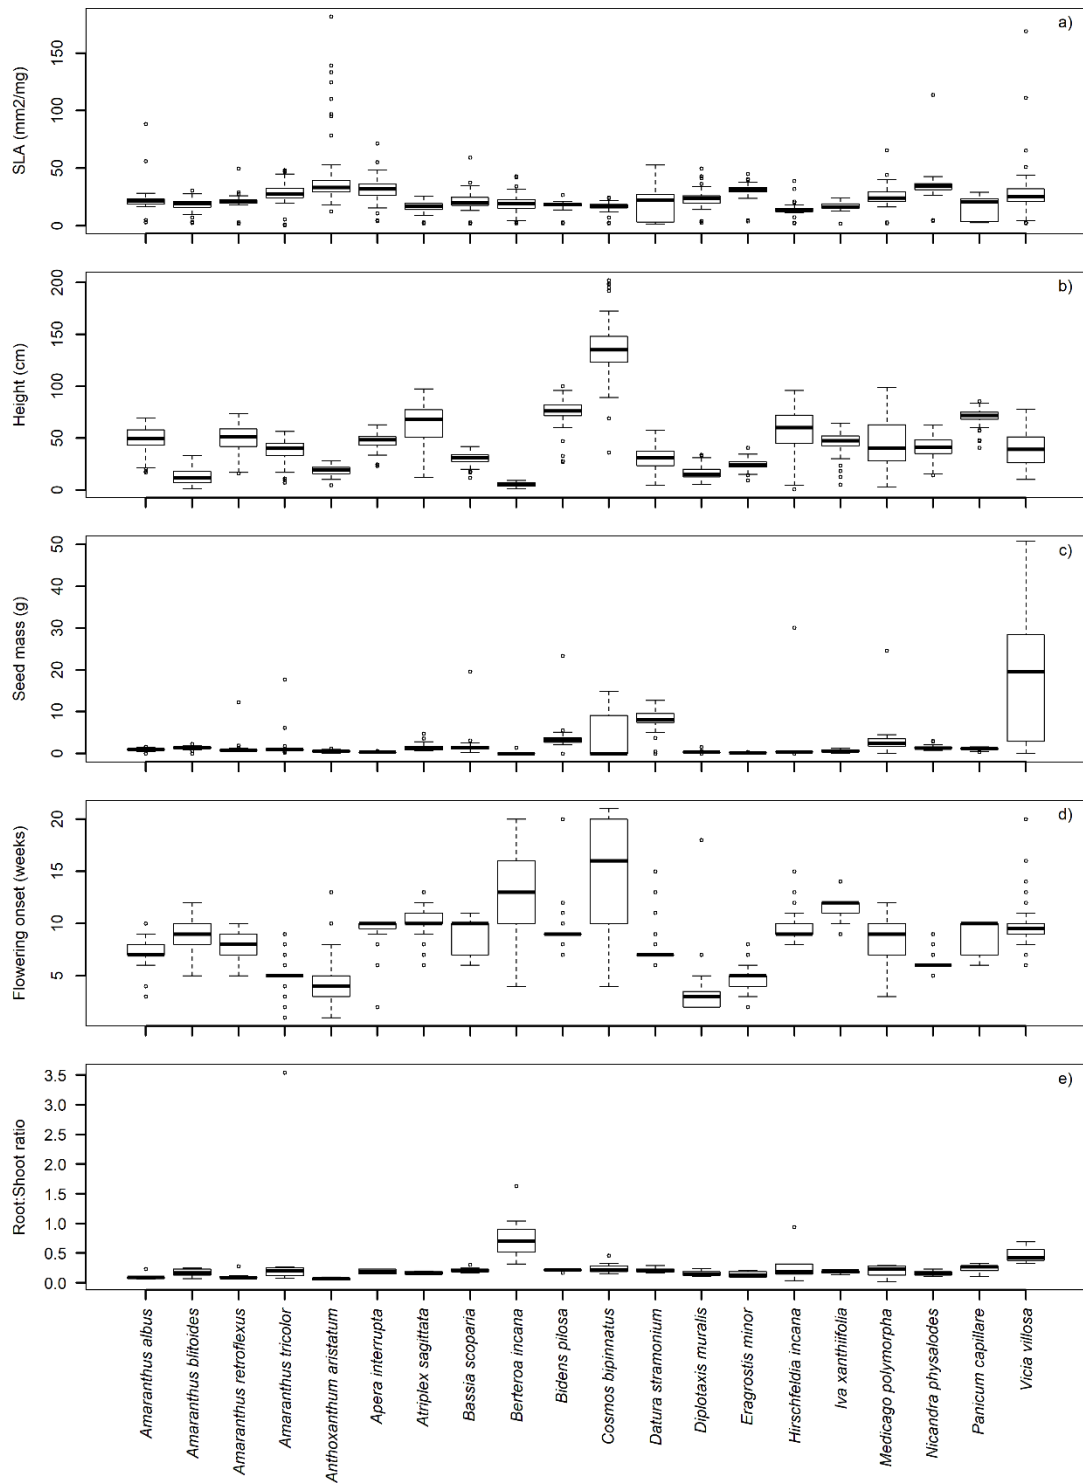 a)
SLA (mm2/mg)
150
100
50
0
b)
Height (cm)
200
150
100
50
0
c)
Seed mass (g)
50
40
30
20
10
0
d)
Flowering onset (weeks)
20
15
10
5
e)
Root:Shoot ratio
3.5
3.0
2.5
2.0
1.5
1.0
0.5
0.0
Amaranthus albus
Amaranthus blitoides
Amaranthus retroflexus
Amaranthus tricolor
Anthoxanthum aristatum
Apera interrupta
Atriplex sagittata
Bassia scoparia
Berteroa incana
Bidens pilosa
Cosmos bipinnatus
Datura stramonium
Diplotaxis muralis
Eragrostis minor
Hirschfeldia incana
Iva xanthiifolia
Medicago polymorpha
Nicandra physalodes
Panicum capillare
Vicia villosa